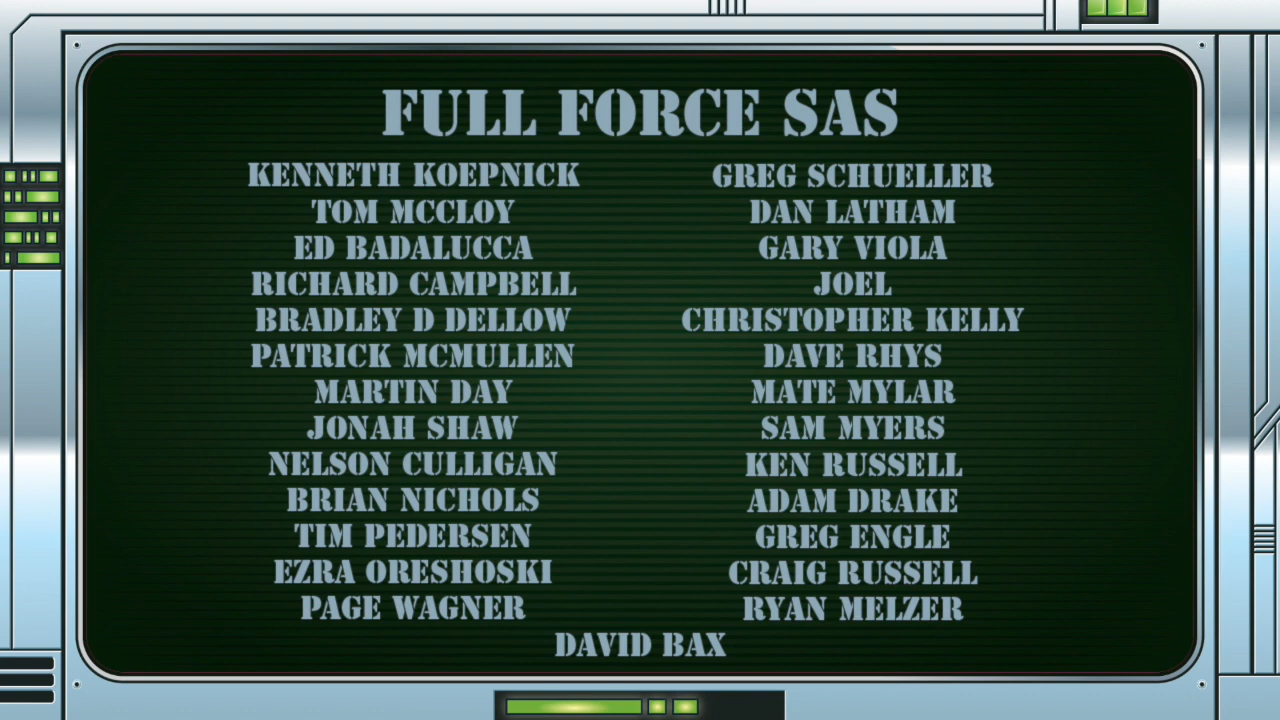 FULL FORCE SAS
KENNETH KOEPNICK
TOM MCCLOY
ED BADALUCCA
RICHARD CAMPBELL
BRADLEY D DELLOW
PATRICK MCMULLEN
MARTIN DAY
JONAH SHAW
NELSON CULLIGAN
BRIAN NICHOLS
TIM PEDERSEN
EZRA ORESHOSKI
PAGE WAGNER
GREG SCHUELLER
DAN LATHAM
GARY VIOLA
JOEL
CHRISTOPHER KELLY
DAVE RHYS
MATE MYLAR
SAM MYERS
KEN RUSSELL
ADAM DRAKE
GREG ENGLE
CRAIG RUSSELL
RYAN MELZER
DAVID BAX